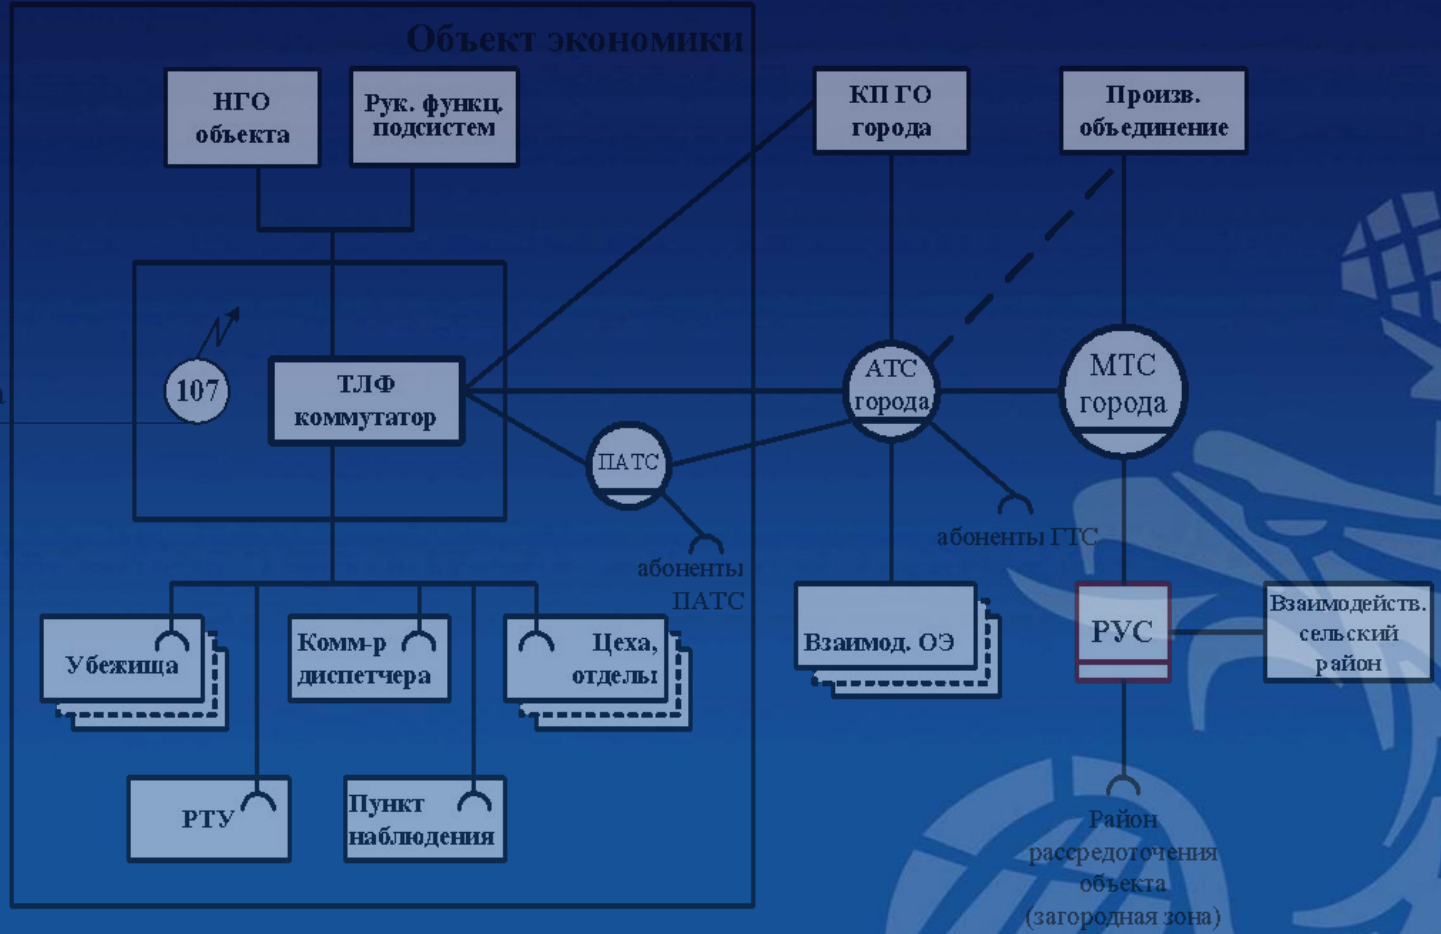 Объект экономики
НГО
объекта
Рук. функц.
подсистем
КП ГО
города
Произв.
объединение
107
ТЛФ
коммутатор
АТС
города
МТС
города
ПАТС
абоненты
ПАТС
абоненты ГТС
Убежища
Комм-р
диспетчера
Цеха,
отделы
Взаимод. ОЭ
РУС
Взаимодейств.
сельский
район
РТУ
Пункт
наблюдения
Район
рассредоточения
объекта
(загородная зона)